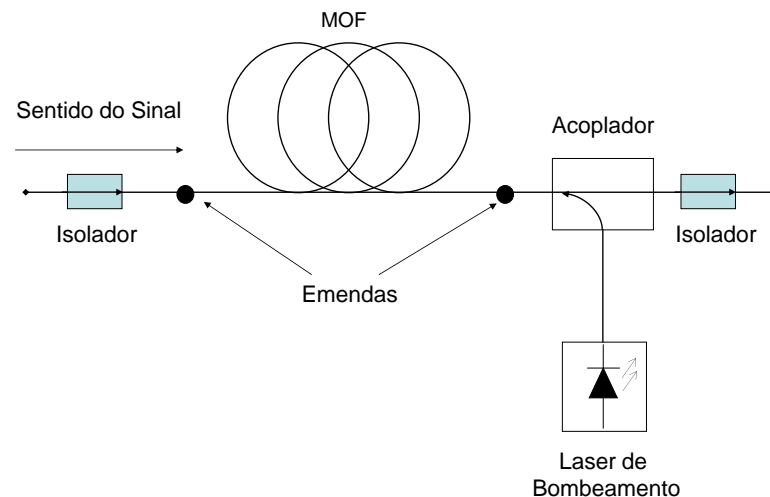 MOF
Sentido do Sinal
Acoplador
Isolador
Isolador
Emendas
Laser de
Bombeamento